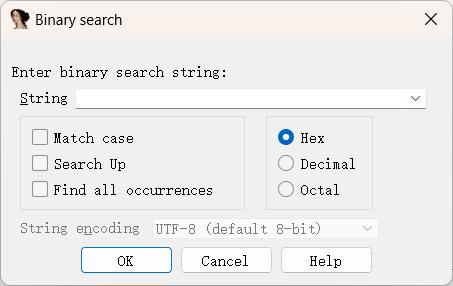 Binary search
Enter binary search string:
String
Match case
Hex
Search Up
Decimal
Find all occurrences
Octal
String encoding UTF-8 (default 8-bit)
OK Cancel Help